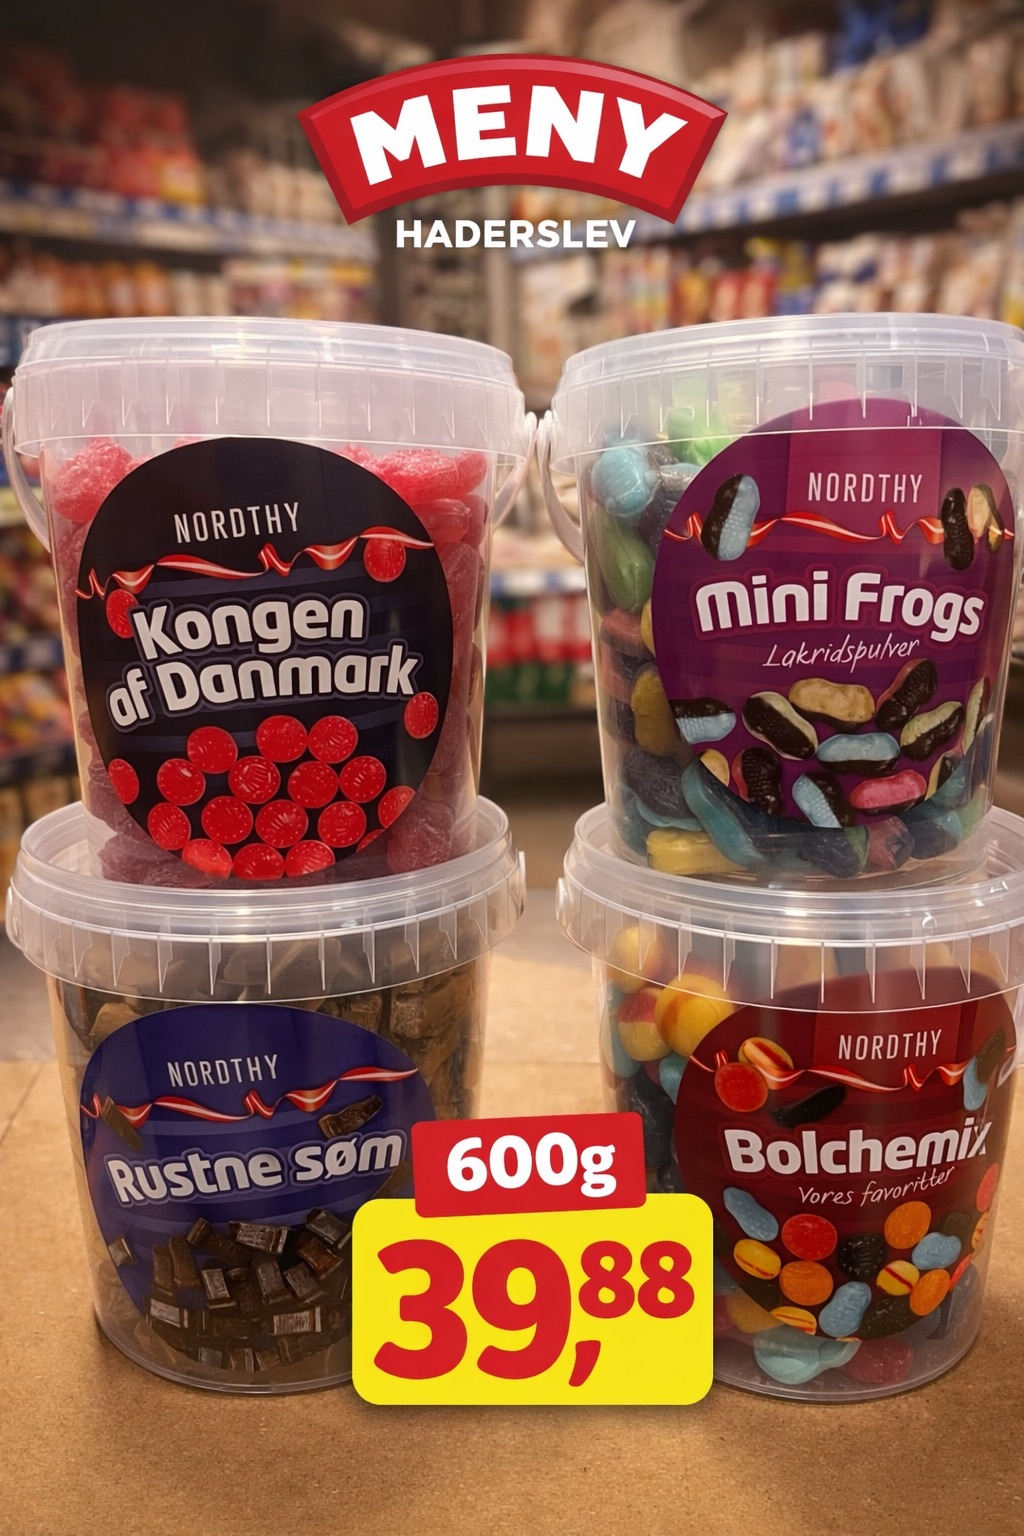 MENY
HADERSLEV
NORDTHY
Kongen
af Danmark
NORDTHY
Mini Frogs
Lakridspulver
NORDTHY
Rustne søm
NORDTHY
Bolchemix
Vores favoritter
600g
39,88